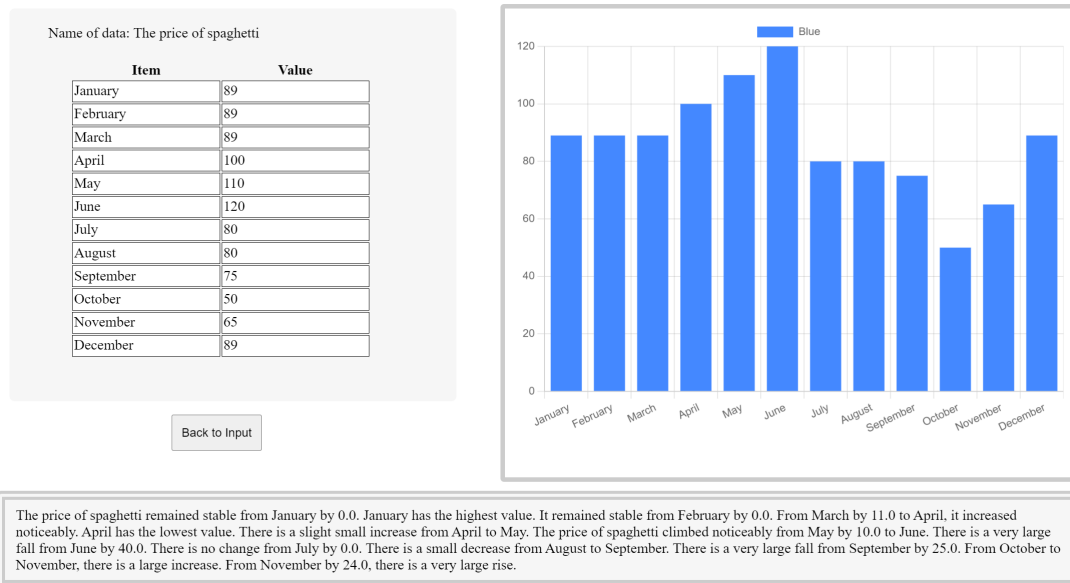 Name of data: The price of spaghetti
Item Value
January 89
February 89
March 89
April 100
May 110
June 120
July 80
August 80
September 75
October 50
November 65
December 89
Back to Input
Blue
120
100
80
60
40
20
0
January February March April May June July August September October November December
The price of spaghetti remained stable from January by 0.0. January has the highest value. It remained stable from February by 0.0. From March by 11.0 to April, it increased
noticeably. April has the lowest value. There is a slight small increase from April to May. The price of spaghetti climbed noticeably from May by 10.0 to June. There is a very large
fall from June by 40.0. There is no change from July by 0.0. There is a small decrease from August to September. There is a very large fall from September by 25.0. From October to
November, there is a large increase. From November by 24.0, there is a very large rise.